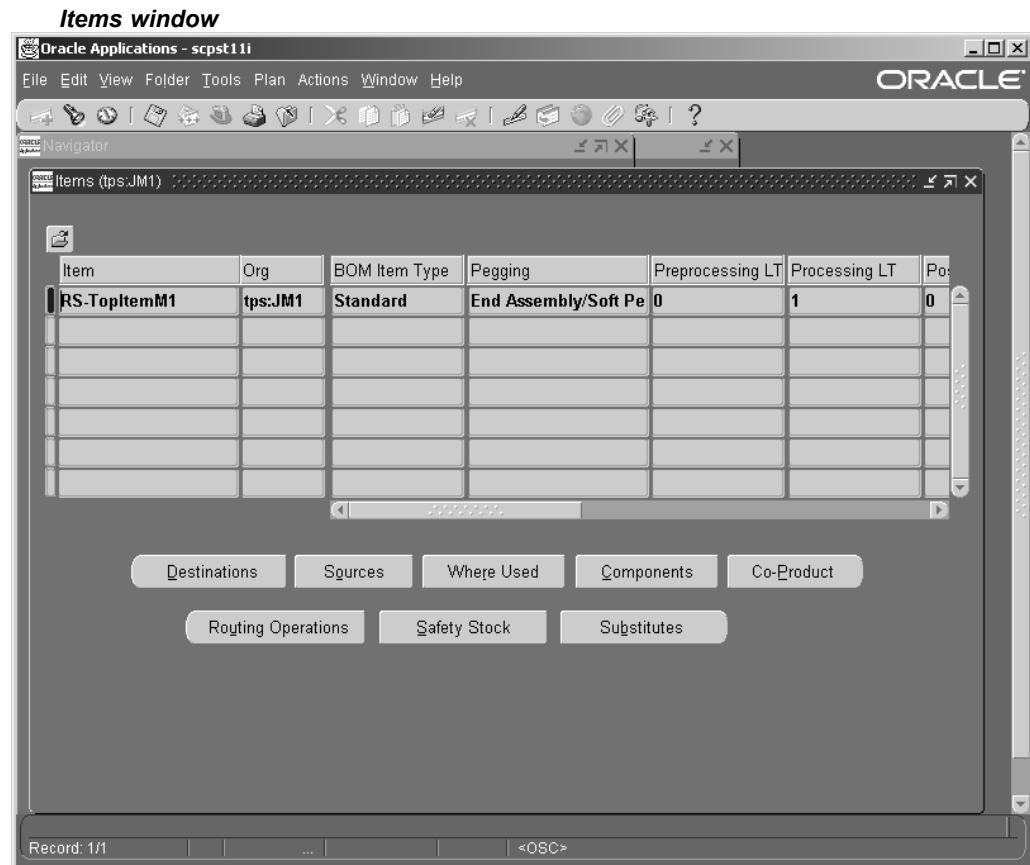 Items window
Oracle Applications - scpst11i
File Edit View Folder Tools Plan Actions Window Help
ORACLE
Navigator
Items (tps:JM1)
Item Org BOM Item Type Pegging Preprocessing LT Processing LT Pos
RS-TopItemM1 tps:JM1 Standard End Assembly/Soft Pe 0 1 0
Destinations Sources Where Used Components Co-Product
Routing Operations Safety Stock Substitutes
Record: 1/1 ... <OSC>